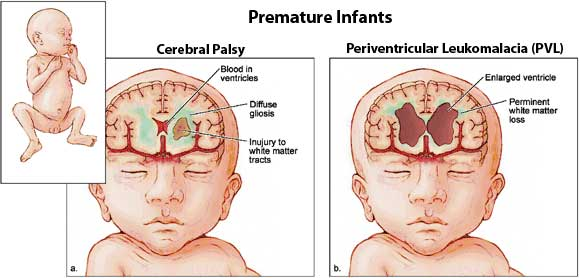 Premature Infants
Cerebral Palsy
Blood in
ventricles
Diffuse
gliosis
Inujury to
white matter
tracts
a.
Periventricular Leukomalacia (PVL)
Enlarged ventricle
Perminent
white matter
loss
b.